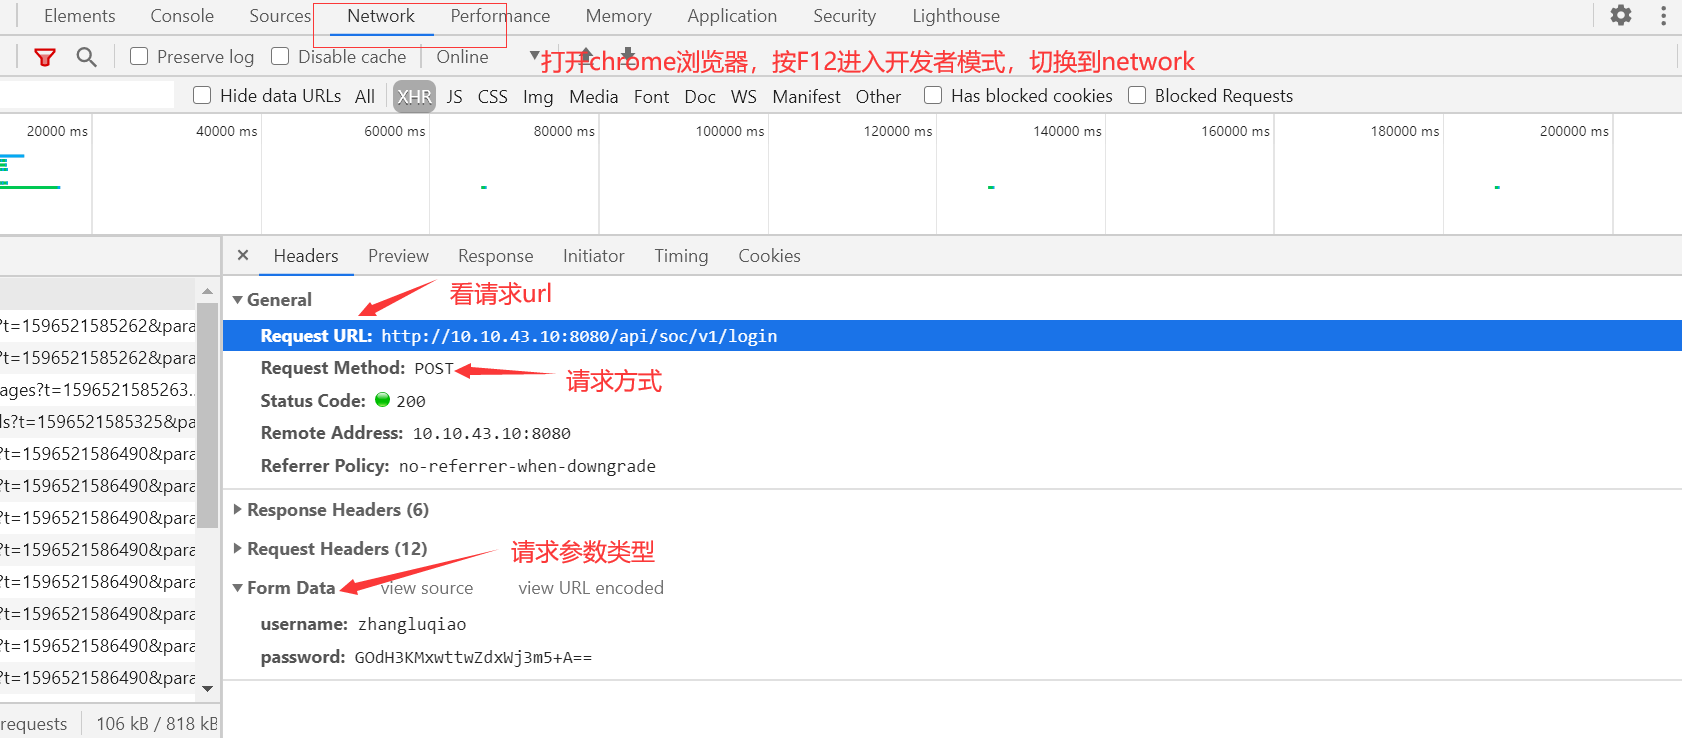 Elements Console Sources Network Performance Memory Application Security Lighthouse
Preserve log Disable cache Online
打开chrome浏览器，按F12进入开发者模式，切换到network
Hide data URLs All XHR JS CSS Img Media Font Doc WS Manifest Other Has blocked cookies Blocked Requests
20000 ms 40000 ms 60000 ms 80000 ms 100000 ms 120000 ms 140000 ms 160000 ms 180000 ms 200000 ms
× Headers Preview Response Initiator Timing Cookies
?t=1596521585262&para
?t=1596521585262&para
ages?t=1596521585263..
ls?t=1596521585325&pa
?t=1596521586490&para
?t=1596521586490&para
?t=1596521586490&para
?t=1596521586490&para
?t=1596521586490&para
?t=1596521586490&para
?t=1596521586490&para
?t=1596521586490&para
requests 106 kB / 818 kB
General
看请求url
Request URL: http://10.10.43.10:8080/api/soc/v1/login
Request Method: POST
请求方式
Status Code: 200
Remote Address: 10.10.43.10:8080
Referrer Policy: no-referrer-when-downgrade
Response Headers (6)
Request Headers (12)
请求参数类型
Form Data view source view URL encoded
username: zhangluqiao
password: GOdH3KMxwttwZdxWj3m5+A==